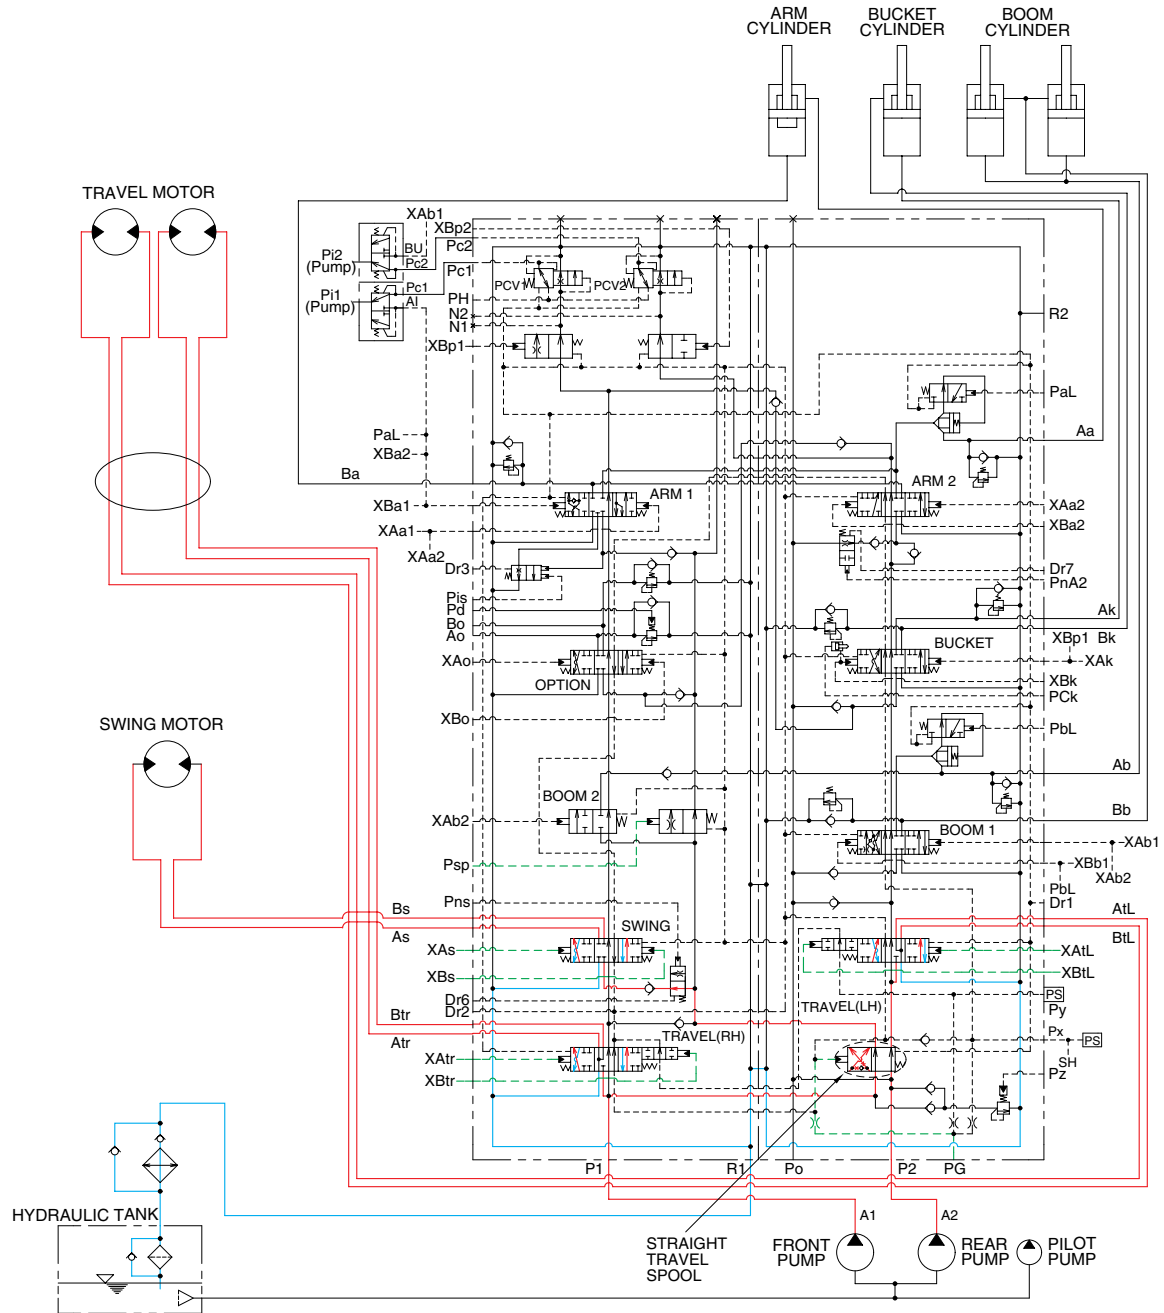 ARM
CYLINDER
BUCKET
CYLINDER
BOOM
CYLINDER
TRAVEL MOTOR
XAb1
XBp2
Pc2
Pc1
BU
Pc2
Pi2
(Pump)
Pc1
AI
Pi1
(Pump)
PCV1
PCV2
PH
N2
N1
XBp1
R2
PaL
Aa
PaL
XBa2
Ba
ARM 1
ARM 2
XBa1
XAa1
XAa2
XAa2
XBa2
Dr3
Dr7
PnA2
Pis
Pd
Bo
Ao
Ak
XBp1
Bk
BUCKET
XAo
OPTION
XAk
XBk
PCk
XBo
PbL
SWING MOTOR
Ab
BOOM 2
Bb
XAb2
BOOM 1
XAb1
Psp
XBb1
XAb2
PbL
Dr1
Pns
Bs
As
SWING
AtL
BtL
XAs
XBs
XAtL
XBtL
Dr6
Dr2
TRAVEL(LH)
PS
Py
Btr
Atr
TRAVEL(RH)
Px
PS
SH
Pz
XAtr
XBtr
P1
R1
Po
P2
PG
HYDRAULIC TANK
A1
A2
STRAIGHT
TRAVEL
SPOOL
FRONT
PUMP
REAR
PUMP
PILOT
PUMP